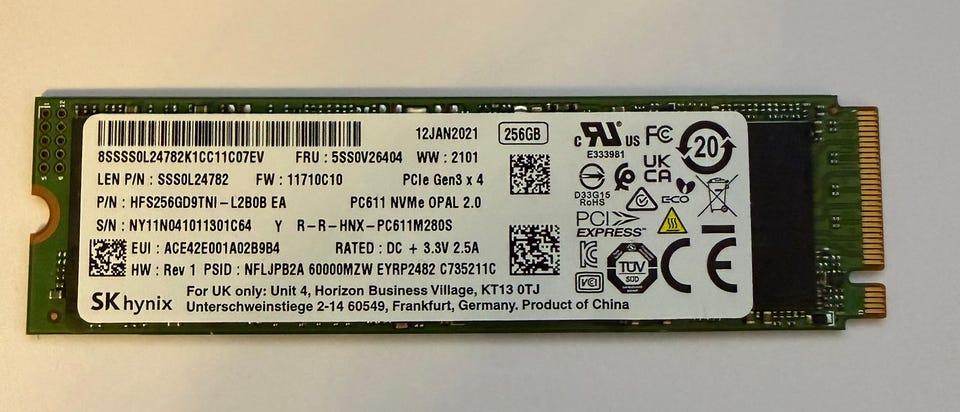 12JAN2021 256GB
8SSSS0L24782K1CC11C07EV FRU : 5SS0V26404 WW : 2101
LEN P/N : SSS0L24782 FW : 11710C10 PCIe Gen3 x 4
P/N : HFS256GD9TNI-L2B0B EA PC611 NVMe OPAL 2.0
S/N : NY11N041011301C64 Y R-R-HNX-PC611M280S
EUI : ACE42E001A02B9B4 RATED : DC + 3.3V 2.5A
HW : Rev 1 PSID : NFLJPB2A 60000MZW EYRP2482 C735211C
SK hynix
For UK only: Unit 4, Horizon Business Village, KT13 0TJ
Unterschweinstiege 2-14 60549, Frankfurt, Germany. Product of China
c RU US FC 20
E333981
UK
CA
D33G15
RoHS
ECO
PCI
EXPRESS
VCI
TÜV
SÜD
CE